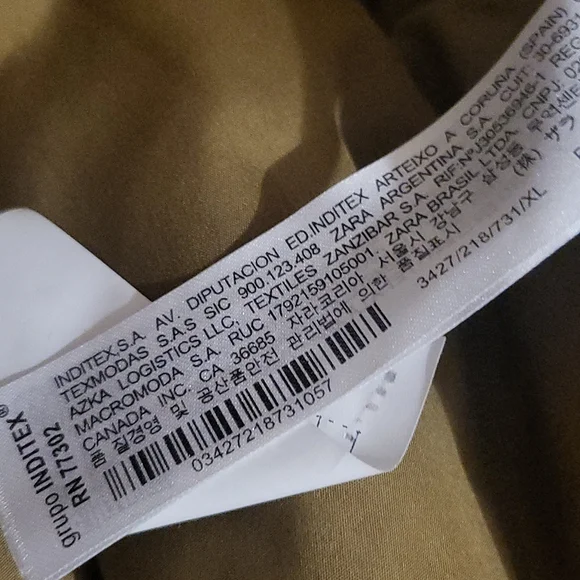 grupo INDITEX®
RN 77302
INDITEX.S.A. AV. DIPUTACION ED.INDITEX ARTEIXO A CORUÑA (SPAIN)
TEXMODAS S.A.S SIC 900.123.408 ZARA ARGENTINA S.A. CUIT: 30-6934
AZKA LOGISTICS LLC, TEXTILES ZANZIBAR S.A. RIF:Nº J30536946-1
MACROMODA S.A. RUC 1792159105001, ZARA BRASIL LTDA. CNPJ: 02
CANADA INC. CA 36685 자라코리아 서울시 강남구 삼성동
품질경영 및 공산품안전 관리법에 의한 품질표시 (株)
03427218731057
3427/218/731/XL